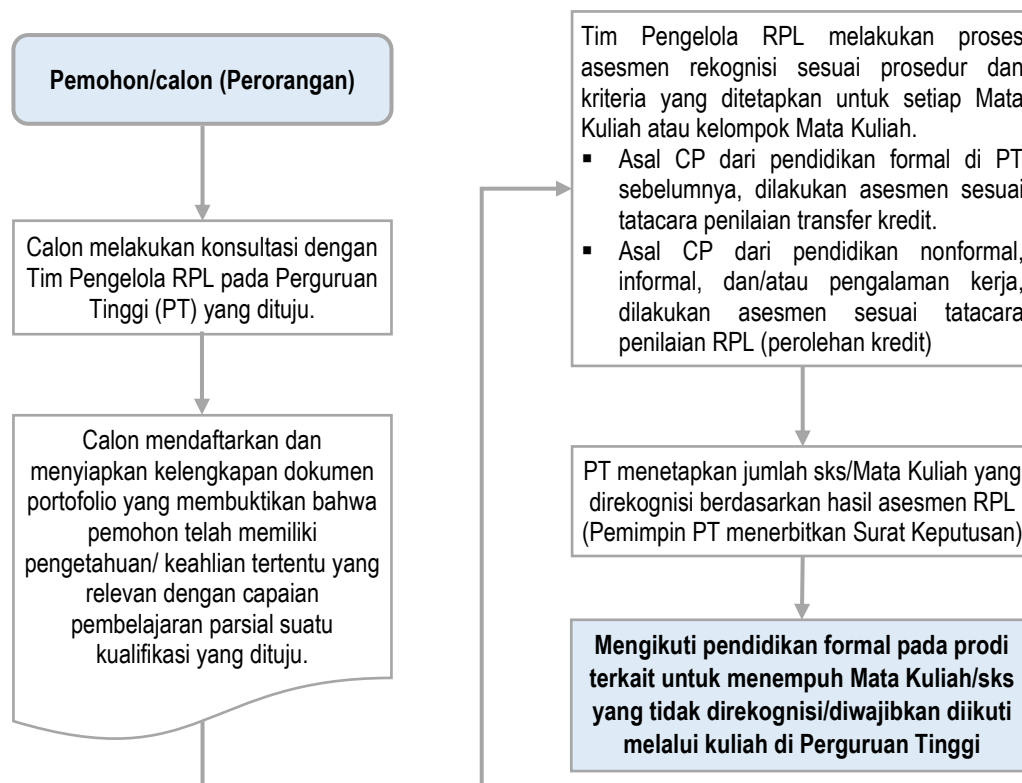 Pemohon/calon (Perorangan)
Calon melakukan konsultasi dengan
Tim Pengelola RPL pada Perguruan
Tinggi (PT) yang dituju.
Calon mendaftarkan dan
menyiapkan kelengkapan dokumen
portofolio yang membuktikan bahwa
pemohon telah memiliki
pengetahuan/ keahlian tertentu yang
relevan dengan capaian
pembelajaran parsial suatu
kualifikasi yang dituju.
Tim Pengelola RPL melakukan proses
asesmen rekognisi sesuai prosedur dan
kriteria yang ditetapkan untuk setiap Mata
Kuliah atau kelompok Mata Kuliah.
▪ Asal CP dari pendidikan formal di PT
sebelumnya, dilakukan asesmen sesuai
tatacara penilaian transfer kredit.
▪ Asal CP dari pendidikan nonformal,
informal, dan/atau pengalaman kerja,
dilakukan asesmen sesuai tatacara
penilaian RPL (perolehan kredit)
PT menetapkan jumlah sks/Mata Kuliah yang
direkognisi berdasarkan hasil asesmen RPL
(Pemimpin PT menerbitkan Surat Keputusan)
Mengikuti pendidikan formal pada prodi
terkait untuk menempuh Mata Kuliah/sks
yang tidak direkognisi/diwajibkan diikuti
melalui kuliah di Perguruan Tinggi